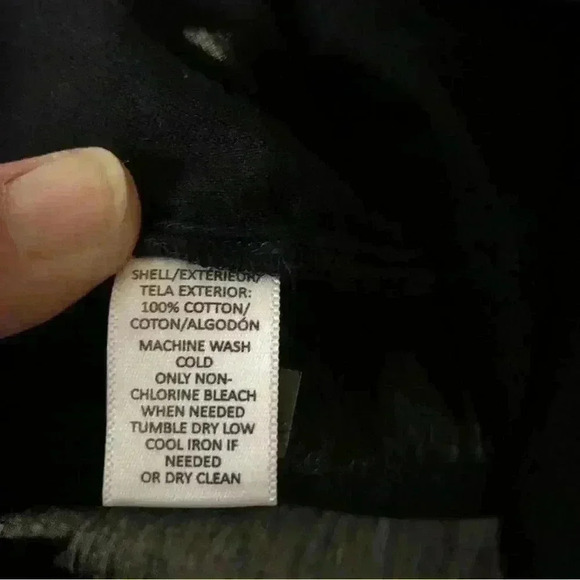 SHELL/EXTÉRIEUR/
TELA EXTERIOR:
100% COTTON/
COTON/ALGODÓN
MACHINE WASH
COLD
ONLY NON-
CHLORINE BLEACH
WHEN NEEDED
TUMBLE DRY LOW
COOL IRON IF
NEEDED
OR DRY CLEAN